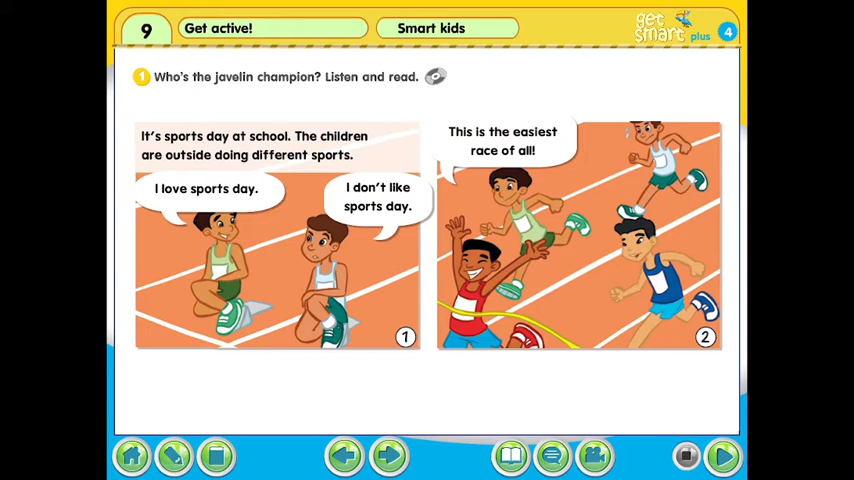 9
Get active!
Smart kids
get
smart plus 4
1 Who's the javelin champion? Listen and read.
It's sports day at school. The children
are outside doing different sports.
I love sports day.
I don't like
sports day.
1
This is the easiest
race of all!
2